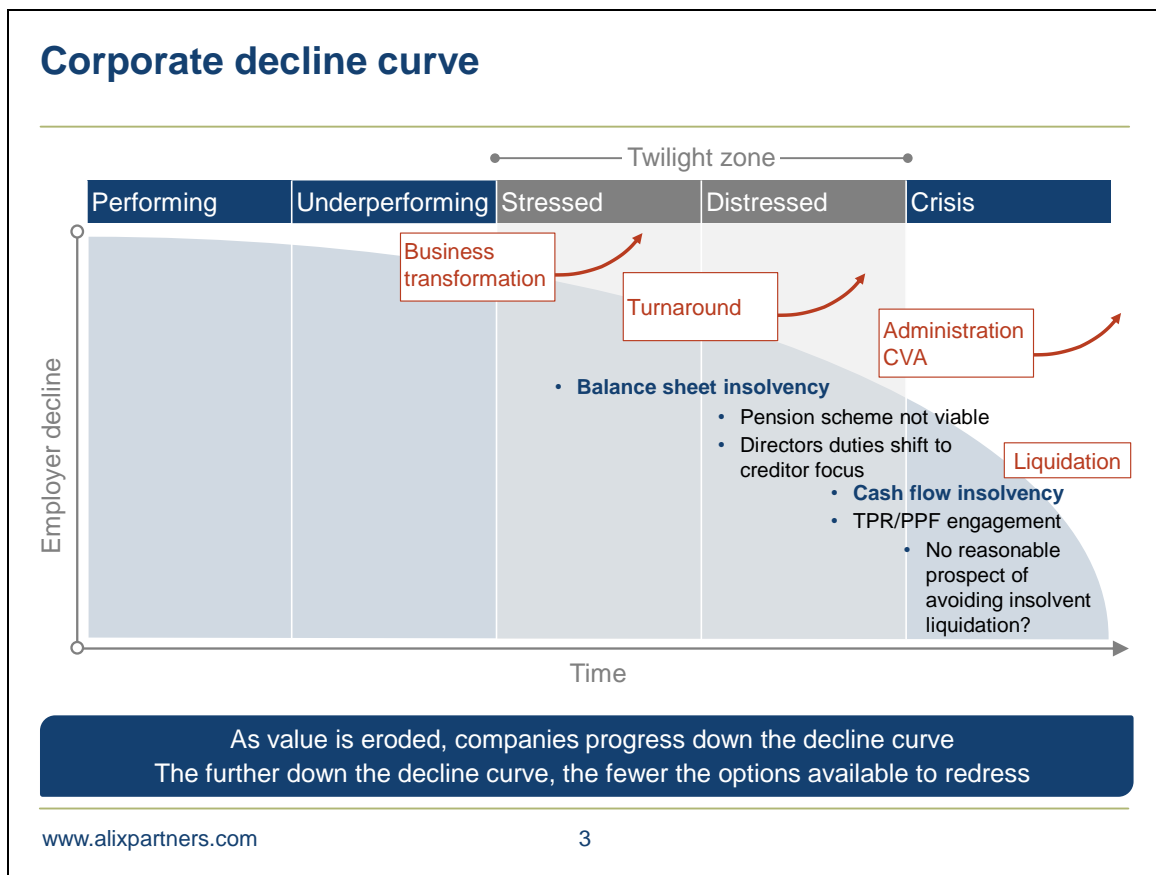 Corporate decline curve
Twilight zone
Performing
Underperforming
Stressed
Distressed
Crisis
Business
transformation
Turnaround
Administration
CVA
Employer decline
• Balance sheet insolvency
• Pension scheme not viable
• Directors duties shift to
creditor focus
Liquidation
• Cash flow insolvency
• TPR/PPF engagement
• No reasonable
prospect of
avoiding insolvent
liquidation?
Time
As value is eroded, companies progress down the decline curve
The further down the decline curve, the fewer the options available to redress
www.alixpartners.com
3